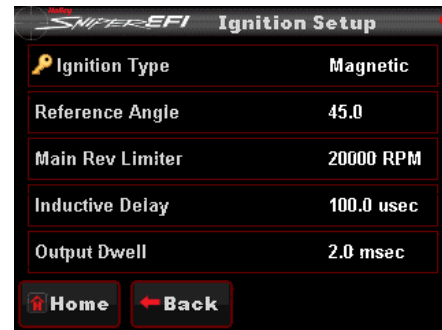 Holley
SNIPER EFI Ignition Setup
Ignition Type Magnetic
Reference Angle 45.0
Main Rev Limiter 20000 RPM
Inductive Delay 100.0 usec
Output Dwell 2.0 msec
Home Back